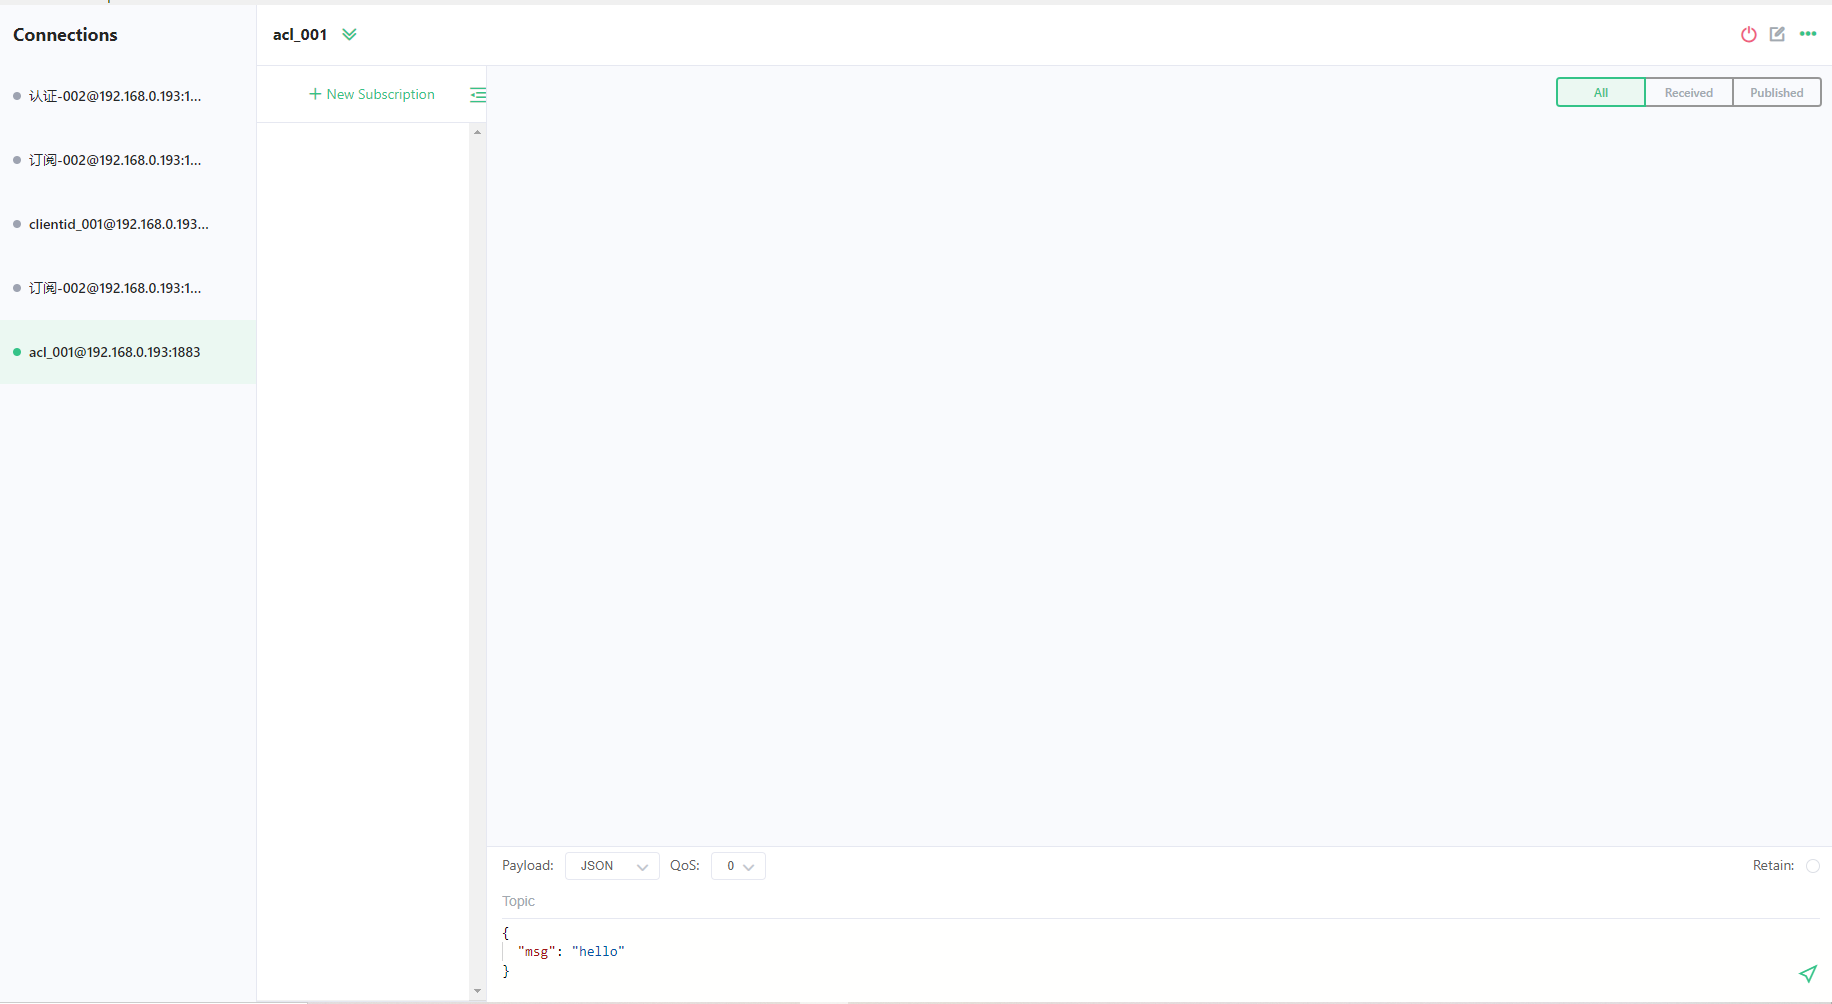 Connections
认证-002@192.168.0.193:1...
订阅-002@192.168.0.193:1...
clientid_001@192.168.0.193...
订阅-002@192.168.0.193:1...
acl_001@192.168.0.193:1883
acl_001
+ New Subscription
All
Received
Published
Payload:
JSON
QoS:
0
Retain:
Topic
{
"msg": "hello"
}